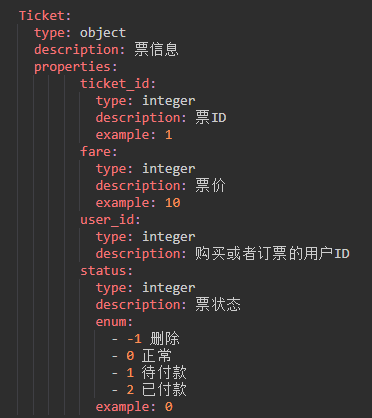 Ticket:
type: object
description: 票信息
properties:
ticket_id:
type: integer
description: 票ID
example: 1
fare:
type: integer
description: 票价
example: 10
user_id:
type: integer
description: 购买或者订票的用户ID
status:
type: integer
description: 票状态
enum:
- -1 删除
- 0 正常
- 1 待付款
- 2 已付款
example: 0